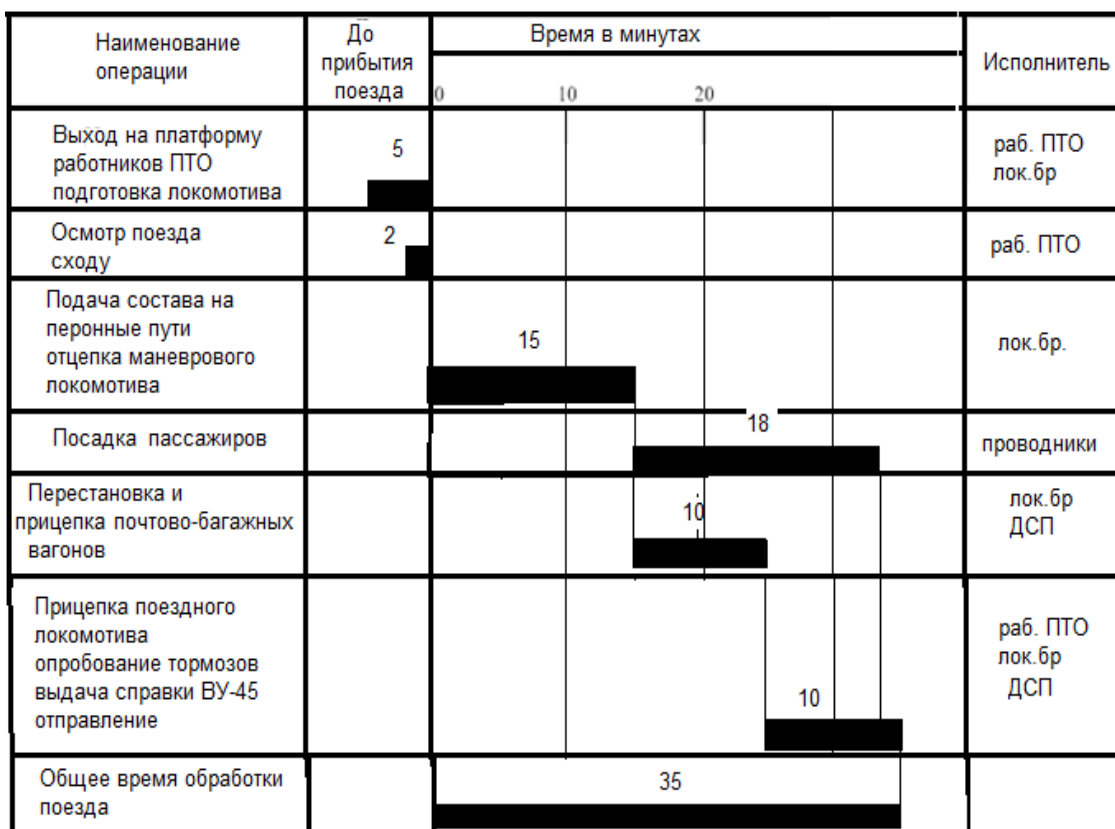 Наименование
операции
До
прибытия
поезда
Время в минутах
0 10 20
Исполнитель
Выход на платформу
работников ПТО
подготовка локомотива
5
раб. ПТО
лок.бр
Осмотр поезда
сходу
2
раб. ПТО
Подача состава на
перонные пути
отцепка маневрового
локомотива
15
лок.бр.
Посадка пассажиров
18
проводники
Перестановка и
прицепка почтово-багажных
вагонов
10
лок.бр
ДСП
Прицепка поездного
локомотива
опробование тормозов
выдача справки ВУ-45
отправление
10
раб. ПТО
лок.бр
ДСП
Общее время обработки
поезда
35